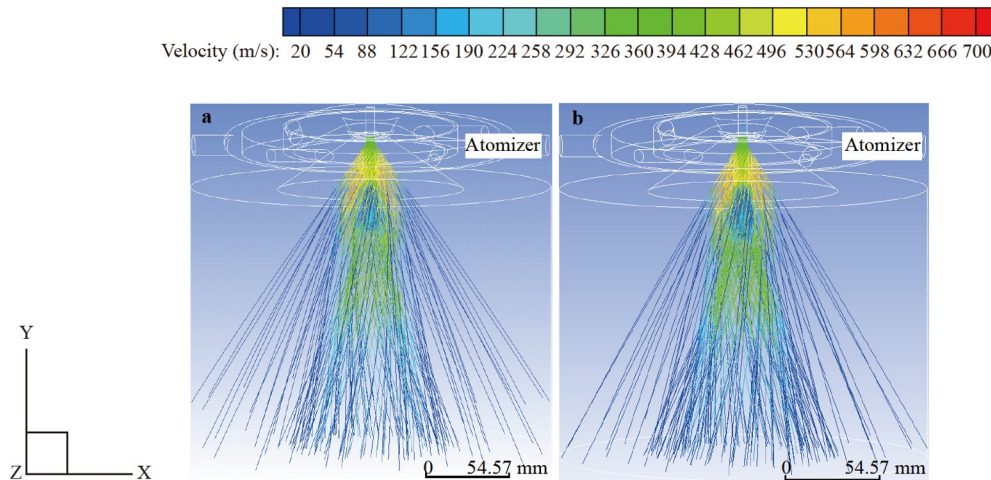 Velocity (m/s): 20 54 88 122 156 190 224 258 292 326 360 394 428 462 496 530 564 598 632 666 700
a
Atomizer
b
Atomizer
Y
Z
X
0 54.57 mm
0 54.57 mm